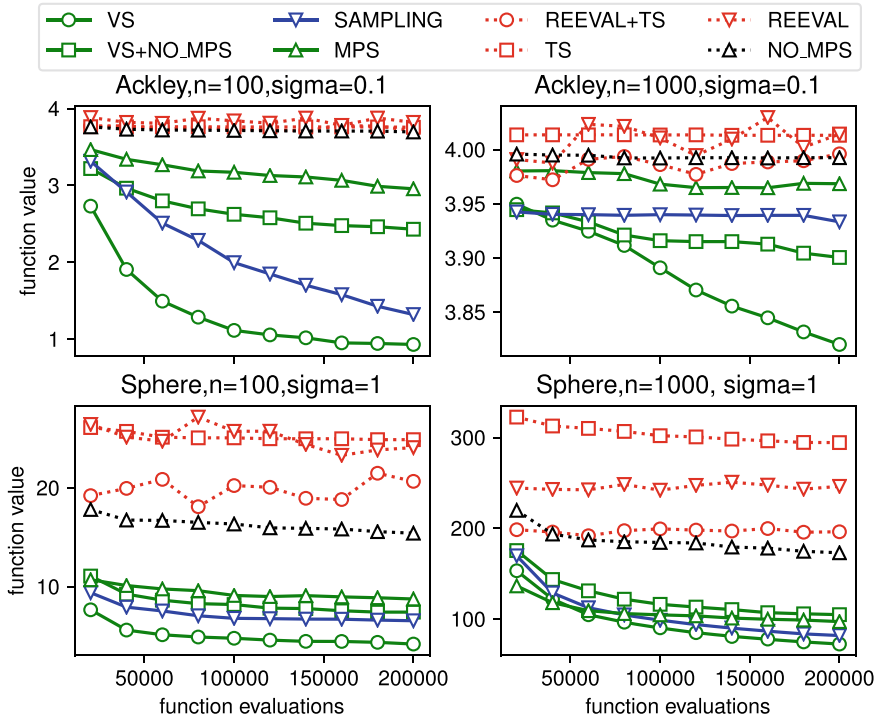 VS SAMPLING REEVAL+TS REEVAL
VS+NO_MPS MPS TS NO_MPS
Ackley,n=100,sigma=0.1 Ackley,n=1000,sigma=0.1
function value
4
3
2
1
4.00
3.95
3.90
3.85
Sphere,n=100,sigma=1 Sphere,n=1000, sigma=1
function value
20
10
300
200
100
50000 100000 150000 200000 50000 100000 150000 200000
function evaluations function evaluations